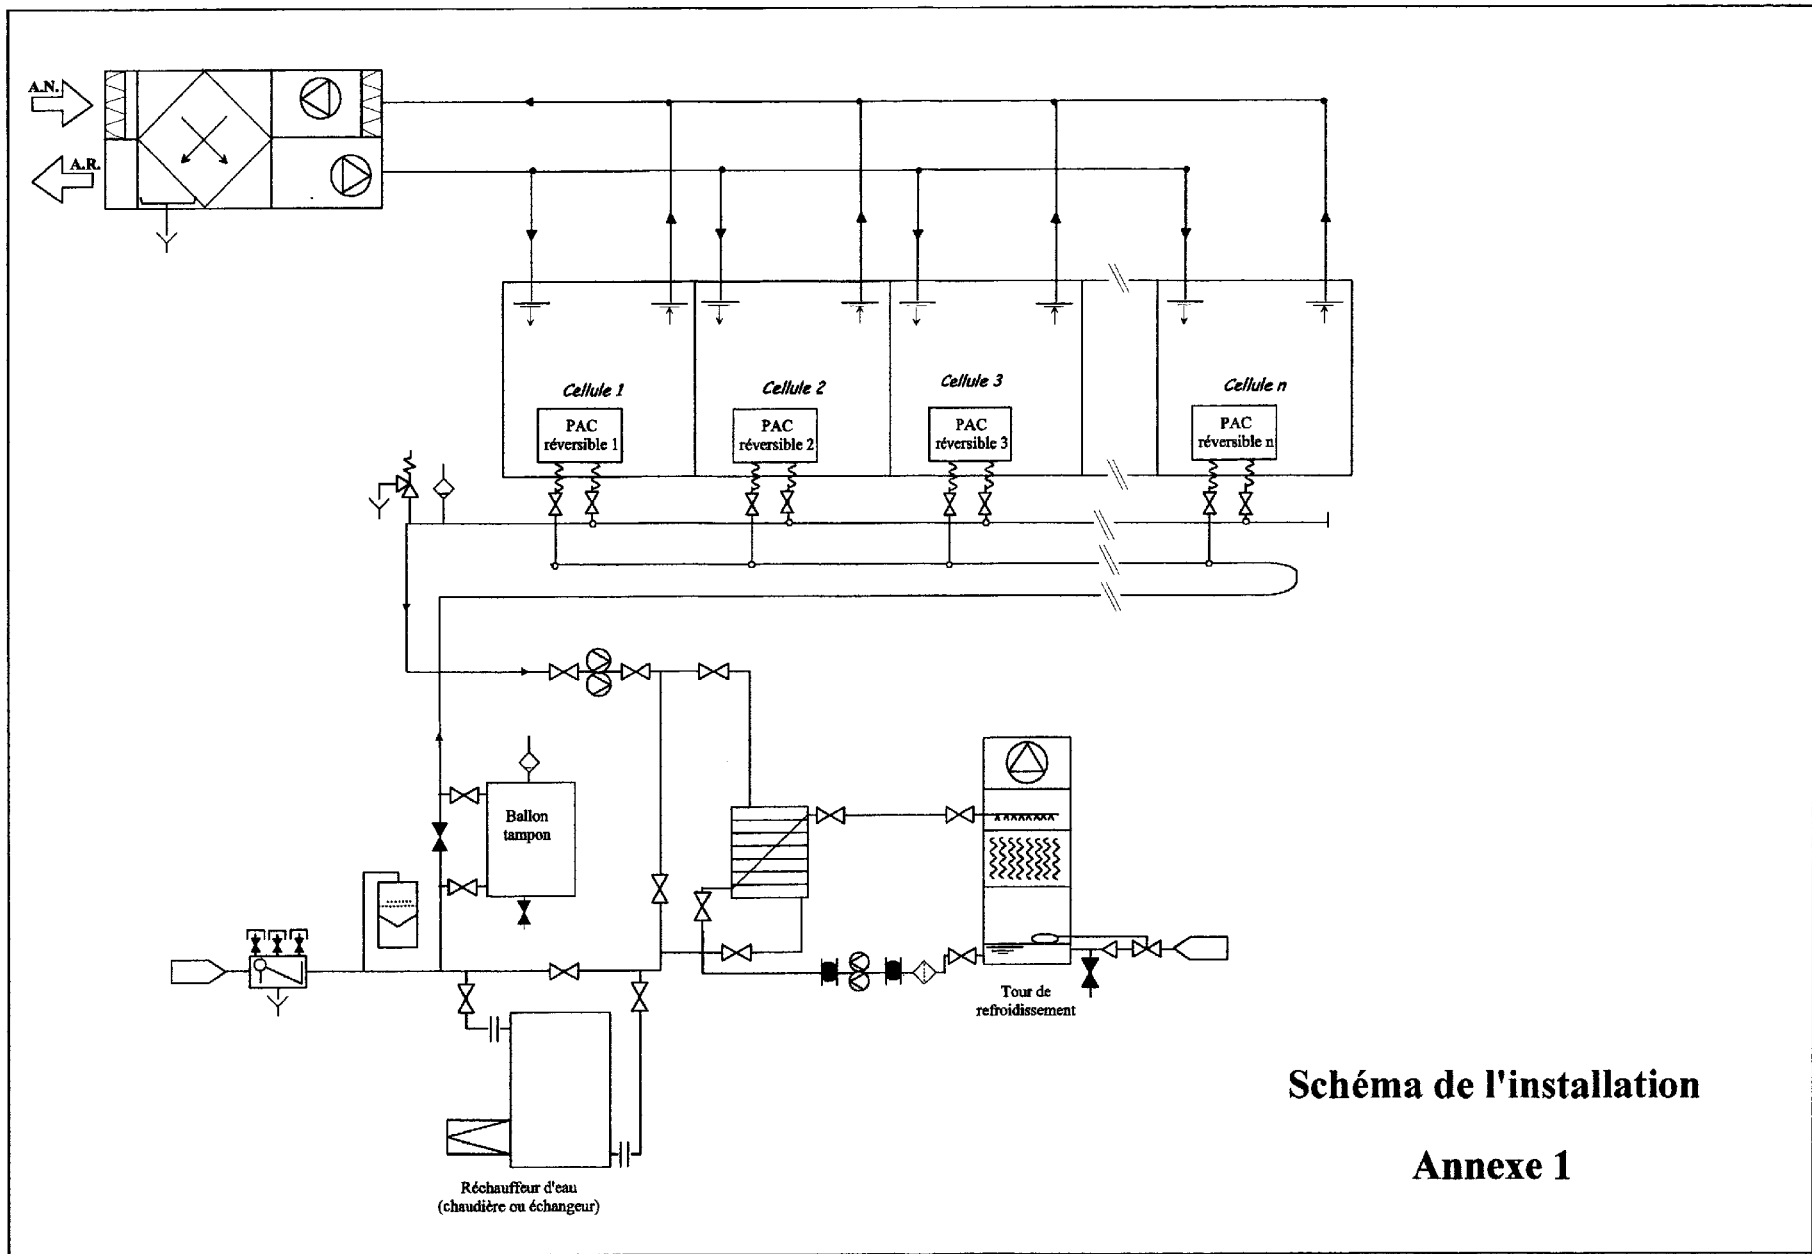 A.N.
A.R.
Cellule 1
Cellule 2
Cellule 3
Cellule n
PAC
réversible 1
PAC
réversible 2
PAC
réversible 3
PAC
réversible n
Ballon
tampon
Tour de
refroidissement
Réchauffeur d'eau
(chaudière ou échangeur)
Schéma de l'installation
Annexe 1